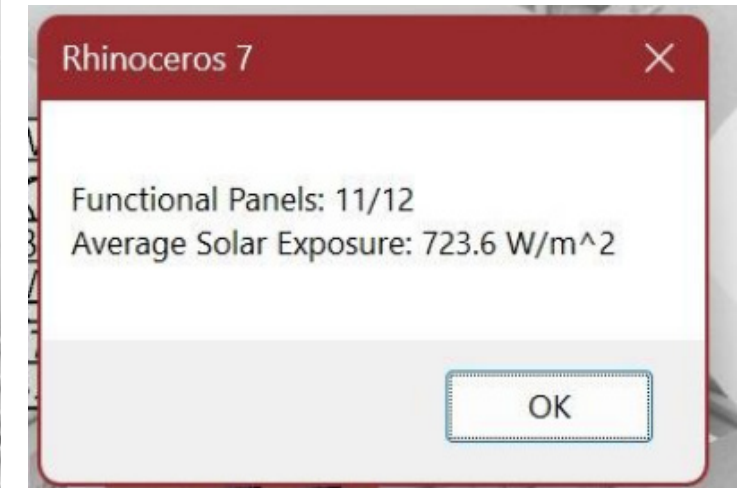 Rhinoceros 7
Functional Panels: 11/12
Average Solar Exposure: 723.6 W/m^2
OK